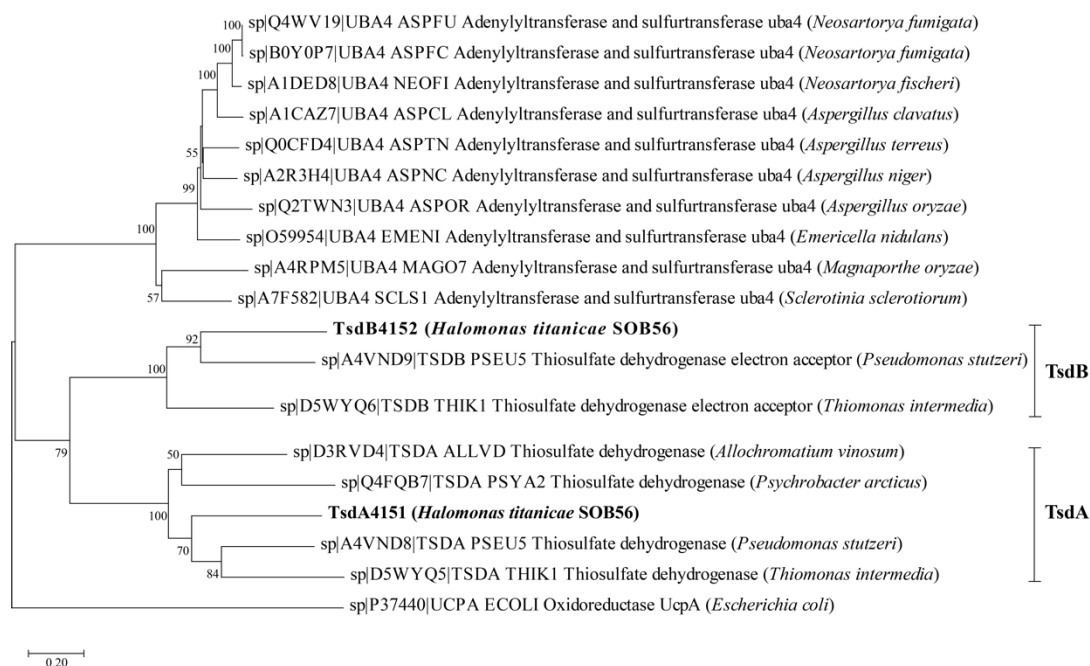 100
sp|Q4WV19|UBA4 ASPFU Adenylyltransferase and sulfurtransferase uba4 (Neosartorya fumigata)
100
sp|B0Y0P7|UBA4 ASPFC Adenylyltransferase and sulfurtransferase uba4 (Neosartorya fumigata)
100
sp|A1DED8|UBA4 NEOFI Adenylyltransferase and sulfurtransferase uba4 (Neosartorya fischeri)
sp|A1CAZ7|UBA4 ASPCL Adenylyltransferase and sulfurtransferase uba4 (Aspergillus clavatus)
55
sp|Q0CFD4|UBA4 ASPTN Adenylyltransferase and sulfurtransferase uba4 (Aspergillus terreus)
sp|A2R3H4|UBA4 ASPNC Adenylyltransferase and sulfurtransferase uba4 (Aspergillus niger)
99
sp|Q2TWN3|UBA4 ASPOR Adenylyltransferase and sulfurtransferase uba4 (Aspergillus oryzae)
100
sp|O59954|UBA4 EMENI Adenylyltransferase and sulfurtransferase uba4 (Emericella nidulans)
sp|A4RPM5|UBA4 MAGO7 Adenylyltransferase and sulfurtransferase uba4 (Magnaporthe oryzae)
57
sp|A7F582|UBA4 SCLS1 Adenylyltransferase and sulfurtransferase uba4 (Sclerotinia sclerotiorum)
TsdB4152 (Halomonas titanicae SOB56)
92
sp|A4VND9|TSDB PSEU5 Thiosulfate dehydrogenase electron acceptor (Pseudomonas stutzeri)
TsdB
100
sp|D5WYQ6|TSDB THIK1 Thiosulfate dehydrogenase electron acceptor (Thiomonas intermedia)
79
50
sp|D3RVD4|TSDA ALLVD Thiosulfate dehydrogenase (Allochromatium vinosum)
sp|Q4FQB7|TSDA PSYA2 Thiosulfate dehydrogenase (Psychrobacter arcticus)
100
TsdA4151 (Halomonas titanicae SOB56)
TsdA
70
sp|A4VND8|TSDA PSEU5 Thiosulfate dehydrogenase (Pseudomonas stutzeri)
84
sp|D5WYQ5|TSDA THIK1 Thiosulfate dehydrogenase (Thiomonas intermedia)
sp|P37440|UCPA ECOLI Oxidoreductase UcpA (Escherichia coli)
0.20